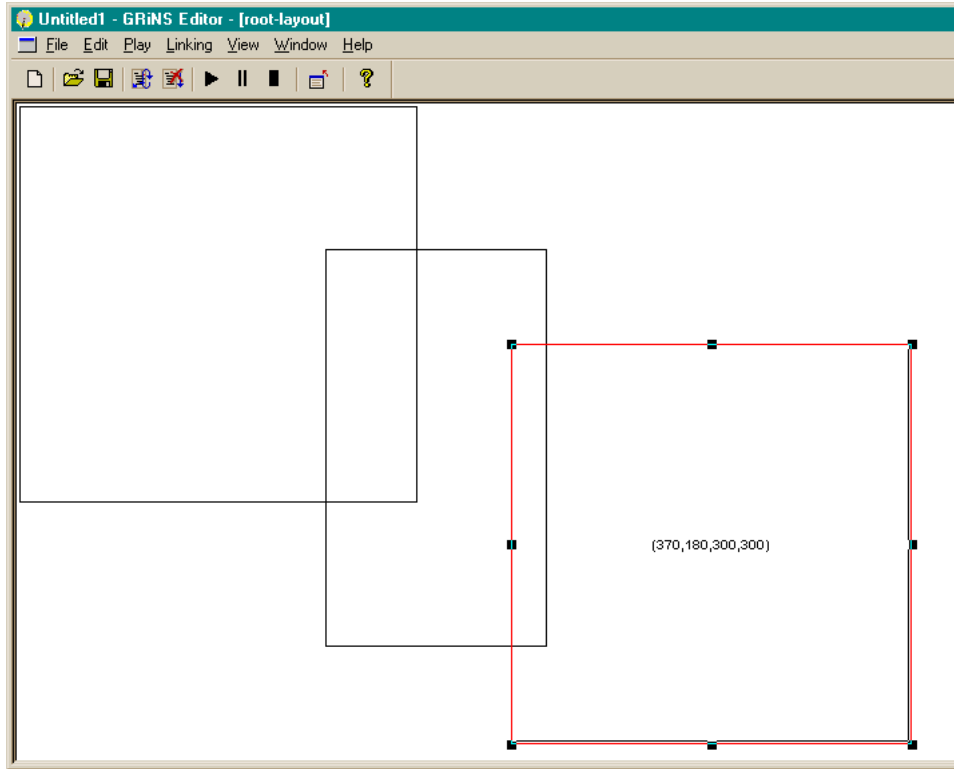 Untitled1 - GRiNS Editor - [root-layout]
File Edit Play Linking View Window Help
(370,180,300,300)